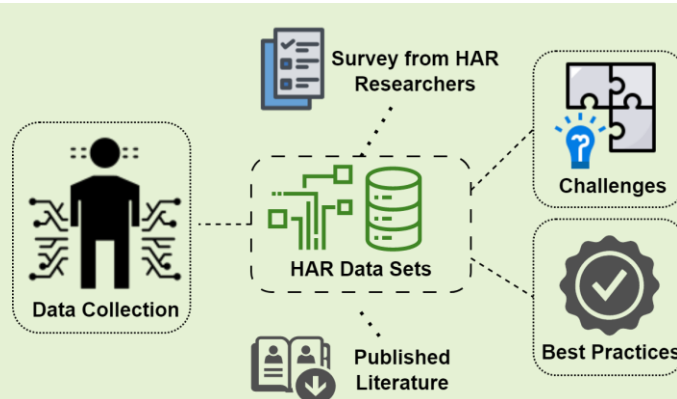 Survey from HAR
Researchers
Data Collection
HAR Data Sets
Challenges
Best Practices
Published
Literature